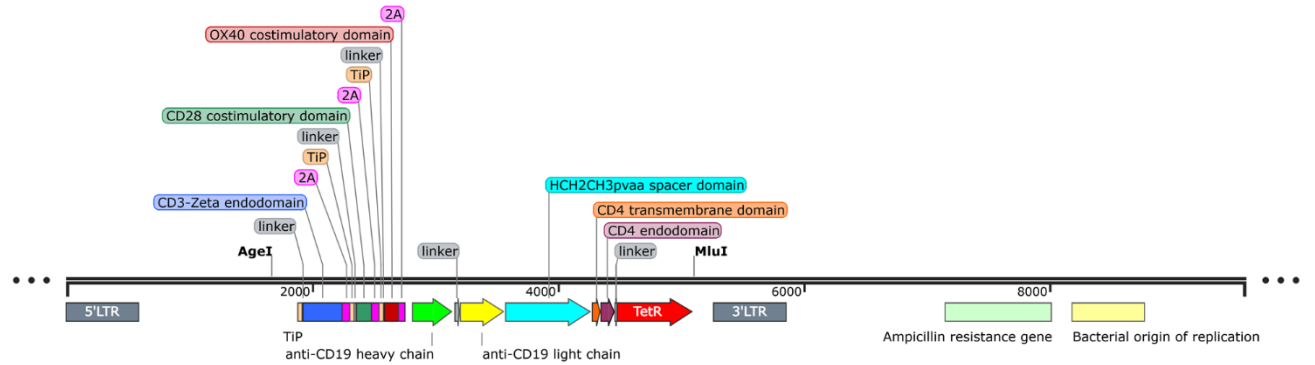 2A
OX40 costimulatory domain
linker
TiP
2A
CD28 costimulatory domain
linker
TiP
2A
HCH2CH3pvaa spacer domain
CD3-Zeta endodomain
CD4 transmembrane domain
linker
CD4 endodomain
AgeI
linker
linker
MluI
2000
4000
6000
8000
5'LTR
TetR
3'LTR
TiP
Ampicillin resistance gene
Bacterial origin of replication
anti-CD19 heavy chain
anti-CD19 light chain